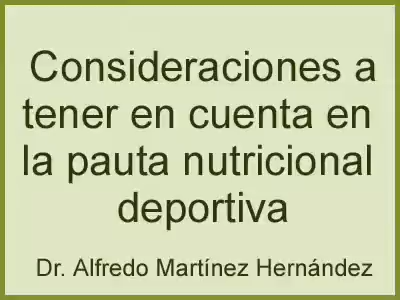 Consideraciones a
tener en cuenta en
la pauta nutricional
deportiva
Dr. Alfredo Martínez Hernández